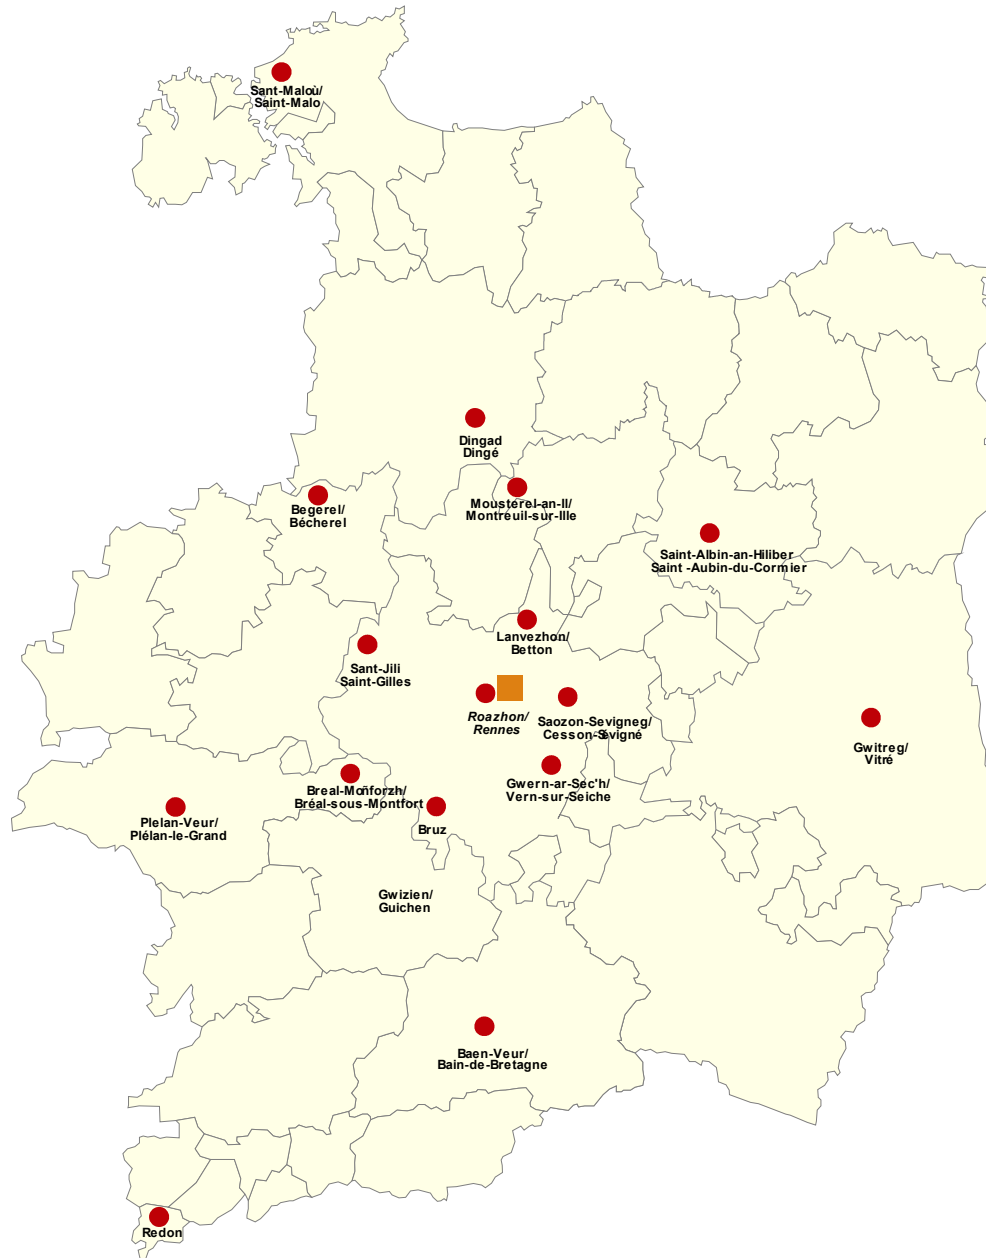 Sant-Maloù/
Saint-Malo
Dingad
Dingé
Begerel/
Bécherel
Mousterel-an-Il/
Montreuil-sur-Ille
Saint-Albin-an-Hiliber
Saint -Aubin-du-Cormier
Lanvezhon/
Betton
Sant-Jili
Saint-Gilles
Roazhon/
Rennes
Saozon-Sevigneg/
Cesson-Sévigné
Gwitreg/
Vitré
Breal-Moñforzh/
Bréal-sous-Montfort
Gwern-ar-Sec'h/
Vern-sur-Seiche
Plelan-Veur/
Plélan-le-Grand
Bruz
Gwizien/
Guichen
Baen-Veur/
Bain-de-Bretagne
Redon